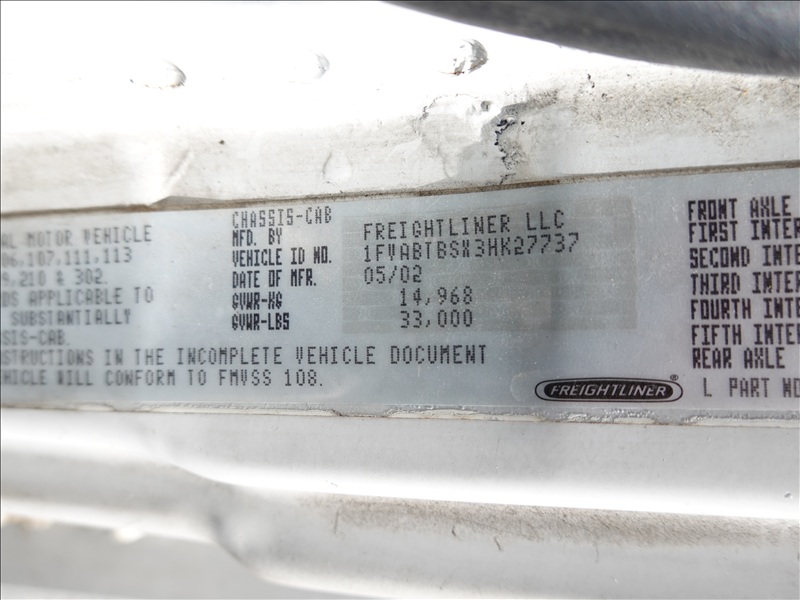 AL MOTOR VEHICLE
06,107,111,113
9,210 & 302.
DS APPLICABLE TO
SUBSTANTIALLY
SSIS-CAB.
STRUCTIONS IN THE INCOMPLETE VEHICLE DOCUMENT
EHICLE WILL CONFORM TO FMVSS 108.
CHASSIS-CAB
MFD. BY FREIGHTLINER LLC
VEHICLE ID NO. 1FVABTBSX3HK27737
DATE OF MFR. 05/02
GVWR-KG 14,968
GVWR-LBS 33,000
FREIGHTLINER®
FRONT AXLE
FIRST INTER
SECOND INTE
THIRD INTER
FOURTH INTE
FIFTH INTER
REAR AXLE
L PART NO